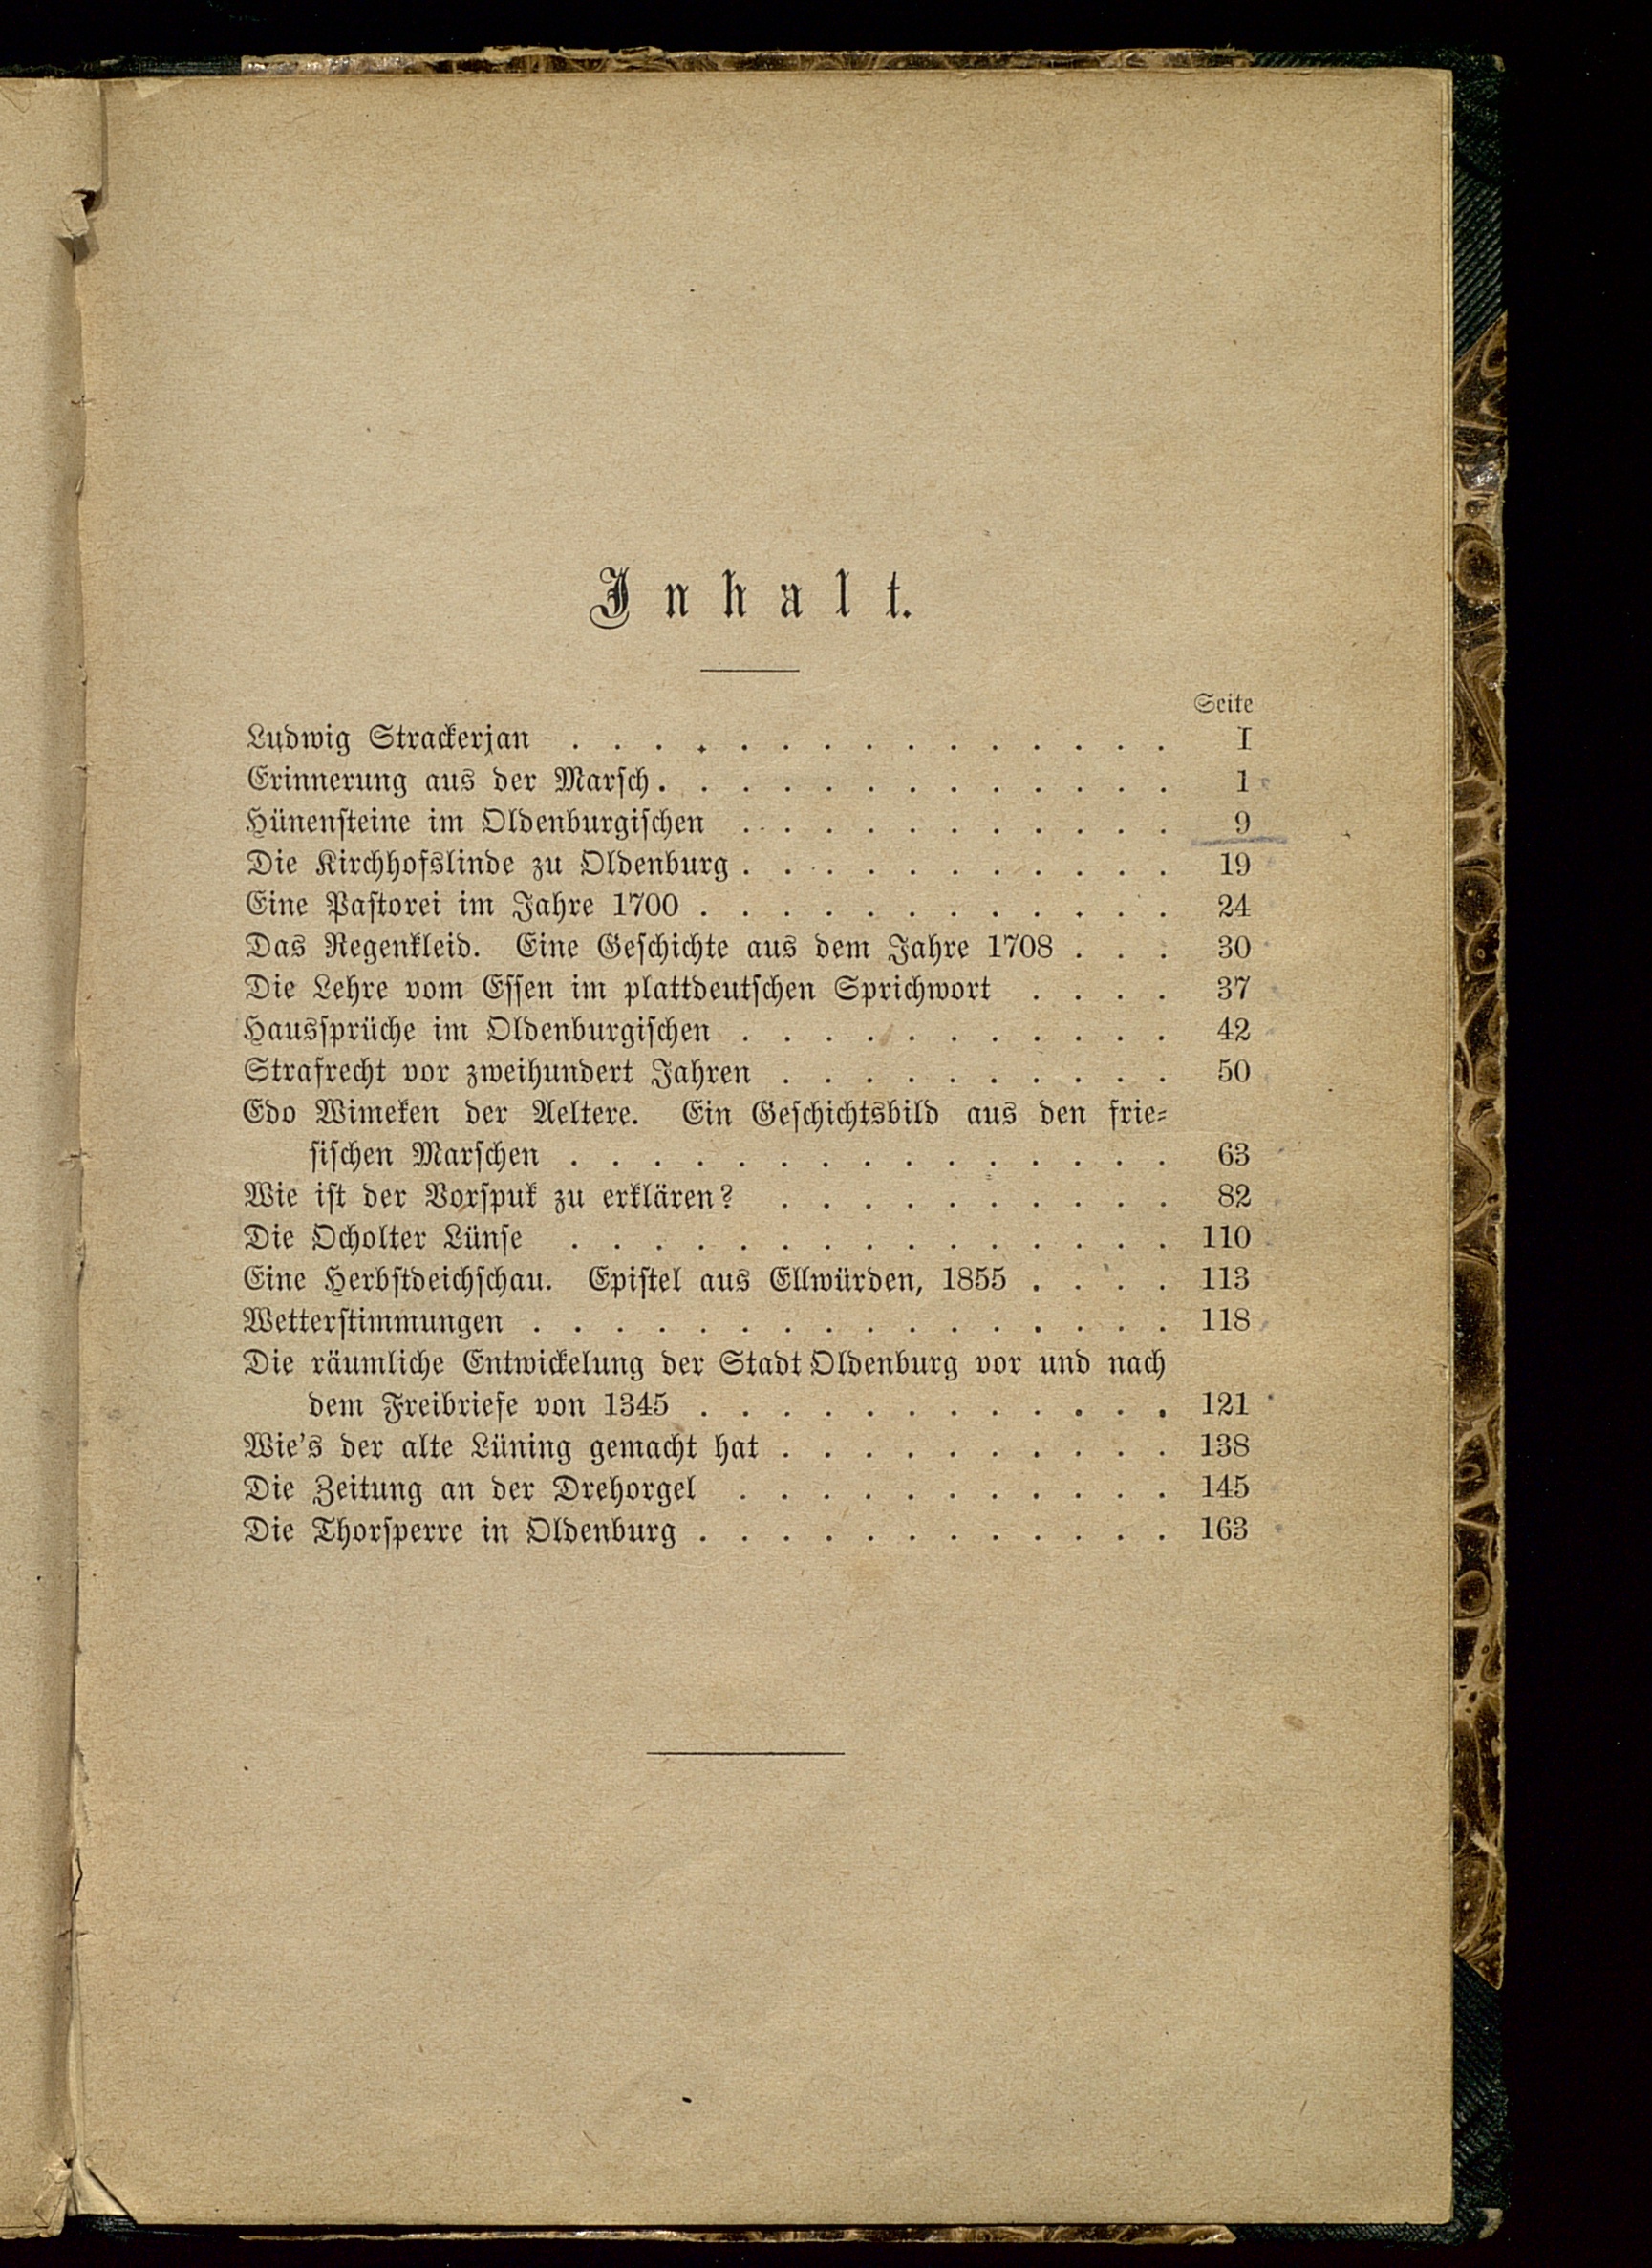 Inhalt.
Seite
Ludwig Strackerjan . . . . . . . . . . . . . . . I
Erinnerung aus der Marsch . . . . . . . . . . . . . 1
Hünensteine im Oldenburgischen . . . . . . . . . . . 9
Die Kirchhofslinde zu Oldenburg . . . . . . . . . . . 19
Eine Pastorei im Jahre 1700 . . . . . . . . . . . . 24
Das Regenkleid. Eine Geschichte aus dem Jahre 1708 . . . 30
Die Lehre vom Essen im plattdeutschen Sprichwort . . . . 37
Haussprüche im Oldenburgischen . . . . . . . . . . . 42
Strafrecht vor zweihundert Jahren . . . . . . . . . . 50
Edo Wimeken der Aeltere. Ein Geschichtsbild aus den frie-
sischen Marschen . . . . . . . . . . . . . . . 63
Wie ist der Vorspuk zu erklären? . . . . . . . . . . 82
Die Ocholter Lünse . . . . . . . . . . . . . . . 110
Eine Herbstdeichschau. Epistel aus Ellwürden, 1855 . . . . 113
Wetterstimmungen . . . . . . . . . . . . . . . . 118
Die räumliche Entwickelung der Stadt Oldenburg vor und nach
dem Freibriefe von 1345 . . . . . . . . . . . . 121
Wie's der alte Lüning gemacht hat . . . . . . . . . . 138
Die Zeitung an der Drehorgel . . . . . . . . . . . 145
Die Thorsperre in Oldenburg . . . . . . . . . . . . 163